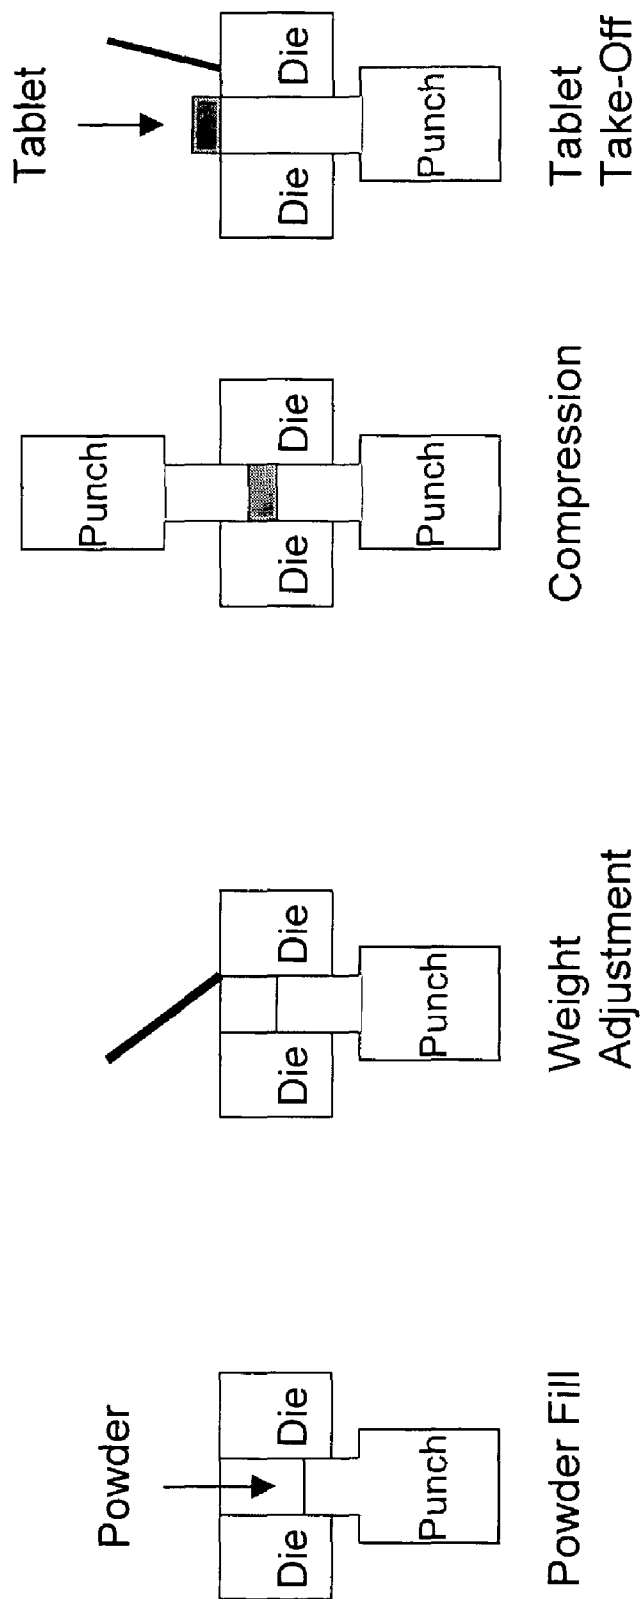 Powder
Die Die
Punch
Powder Fill
Die Die
Punch
Weight
Adjustment
Punch
Die Die
Punch
Compression
Tablet
Die Die
Punch
Tablet
Take-Off